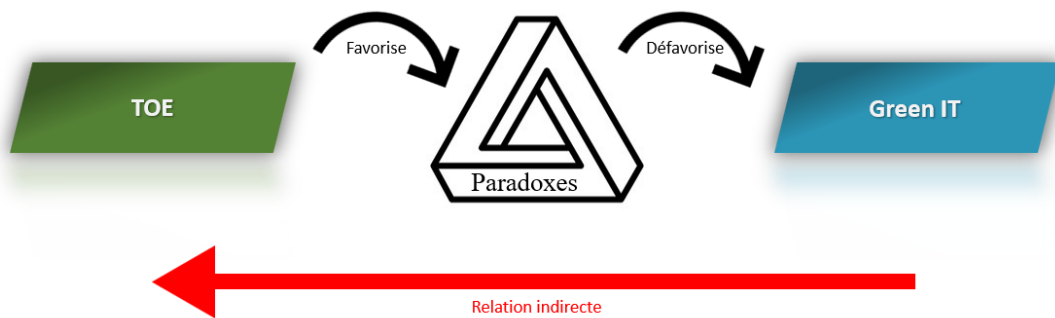 Favorise
Défavorise
TOE
Green IT
Paradoxes
Relation indirecte